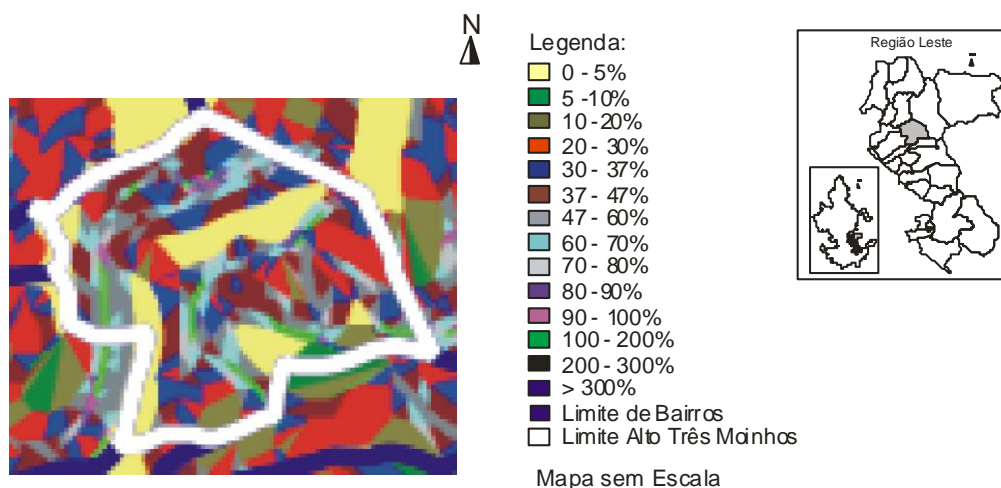 N
Legenda:
0 - 5%
5 -10%
10 -20%
20 - 30%
30 - 37%
37 - 47%
47 - 60%
60 - 70%
70 - 80%
80 -90%
90 - 100%
100 - 200%
200 - 300%
> 300%
Limite de Bairros
Limite Alto Três Moinhos
Mapa sem Escala
Região Leste